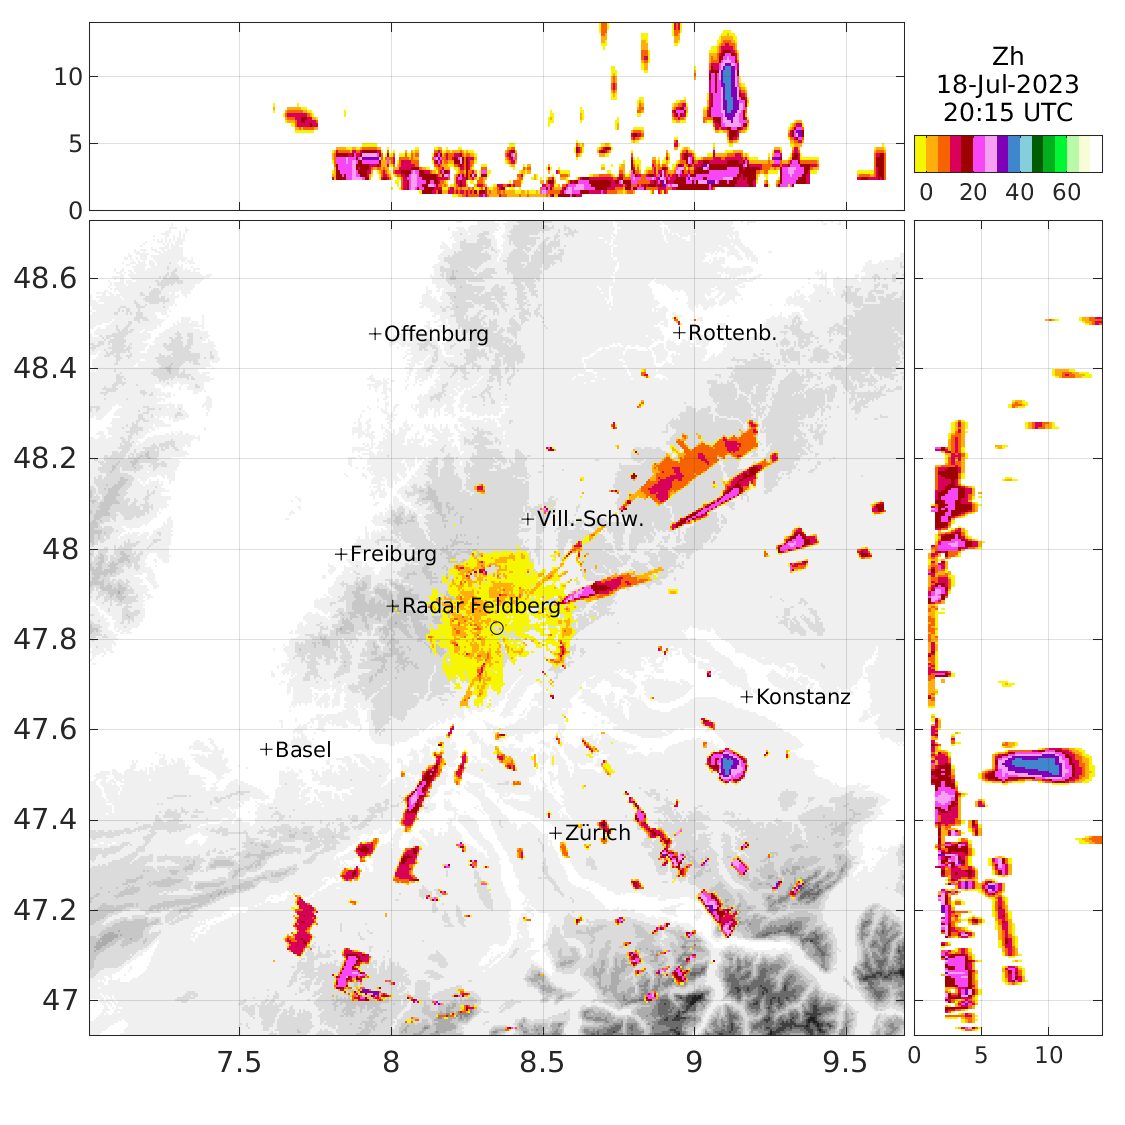 10
5
0
Zh
18-Jul-2023
20:15 UTC
0 20 40 60
48.6
48.4
48.2
48
47.8
47.6
47.4
47.2
47
+Offenburg
+Rottenb.
+Vill.-Schw.
+Freiburg
+Radar Feldberg
+Konstanz
+Basel
+Zürich
7.5 8 8.5 9 9.5
0 5 10